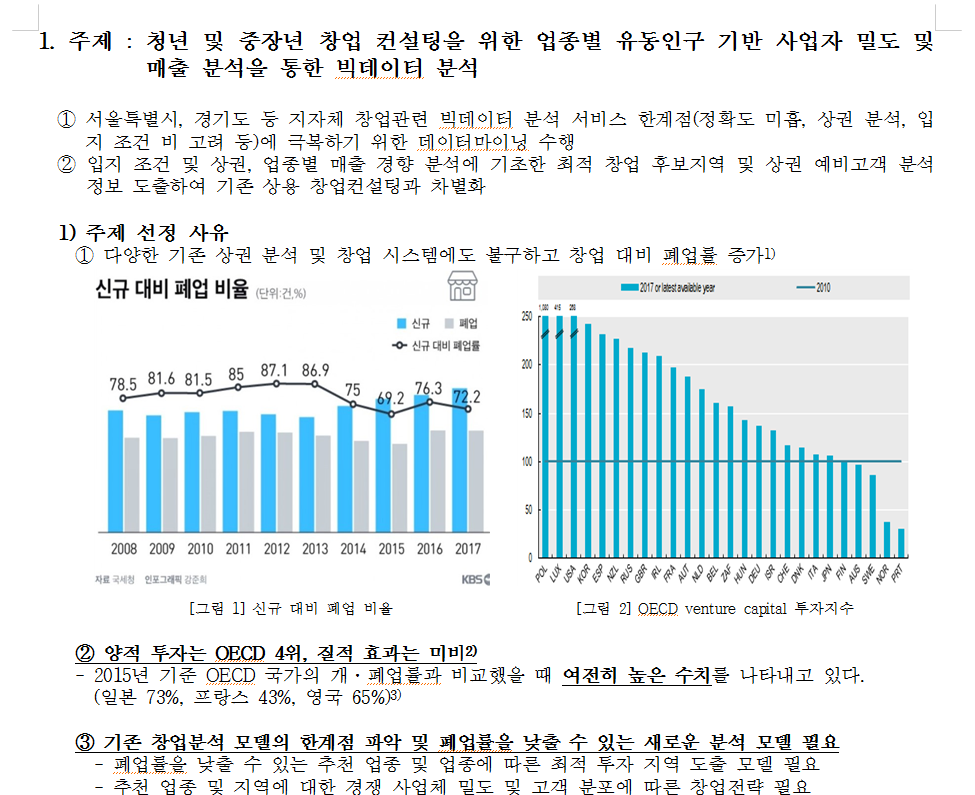 1. 주제 : 청년 및 중장년 창업 컨설팅을 위한 업종별 유동인구 기반 사업자 밀도 및
매출 분석을 통한 빅데이터 분석
① 서울특별시, 경기도 등 지자체 창업관련 빅데이터 분석 서비스 한계점(정확도 미흡, 상권 분석, 입
지 조건 비 고려 등)에 극복하기 위한 데이터마이닝 수행
② 입지 조건 및 상권, 업종별 매출 경향 분석에 기초한 최적 창업 후보지역 및 상권 예비고객 분석
정보 도출하여 기존 상용 창업컨설팅과 차별화
1) 주제 선정 사유
① 다양한 기존 상권 분석 및 창업 시스템에도 불구하고 창업 대비 폐업률 증가1)
신규 대비 폐업 비율 (단위:건,%)
신규 폐업
신규 대비 폐업률
78.5 81.6 81.5 85 87.1 86.9 75 69.2 76.3 72.2
2008 2009 2010 2011 2012 2013 2014 2015 2016 2017
자료 국세청 인포그래픽 강준희 KBS
2017 or latest available year 2010
1,003 415 255
250
200
150
100
50
0
POL LUX USA KOR ESP NZL RUS GBR IRL FRA AUT NLD BEL ZAF HUN DEU ISR CHE DNK ITA JPN FIN AUS SWE NOR PRT
[그림 1] 신규 대비 폐업 비율
[그림 2] OECD venture capital 투자지수
② 양적 투자는 OECD 4위, 질적 효과는 미비2)
- 2015년 기준 OECD 국가의 개·폐업률과 비교했을 때 여전히 높은 수치를 나타내고 있다.
(일본 73%, 프랑스 43%, 영국 65%)3)
③ 기존 창업분석 모델의 한계점 파악 및 폐업률을 낮출 수 있는 새로운 분석 모델 필요
- 폐업률을 낮출 수 있는 추천 업종 및 업종에 따른 최적 투자 지역 도출 모델 필요
- 추천 업종 및 지역에 대한 경쟁 사업체 밀도 및 고객 분포에 따른 창업전략 필요